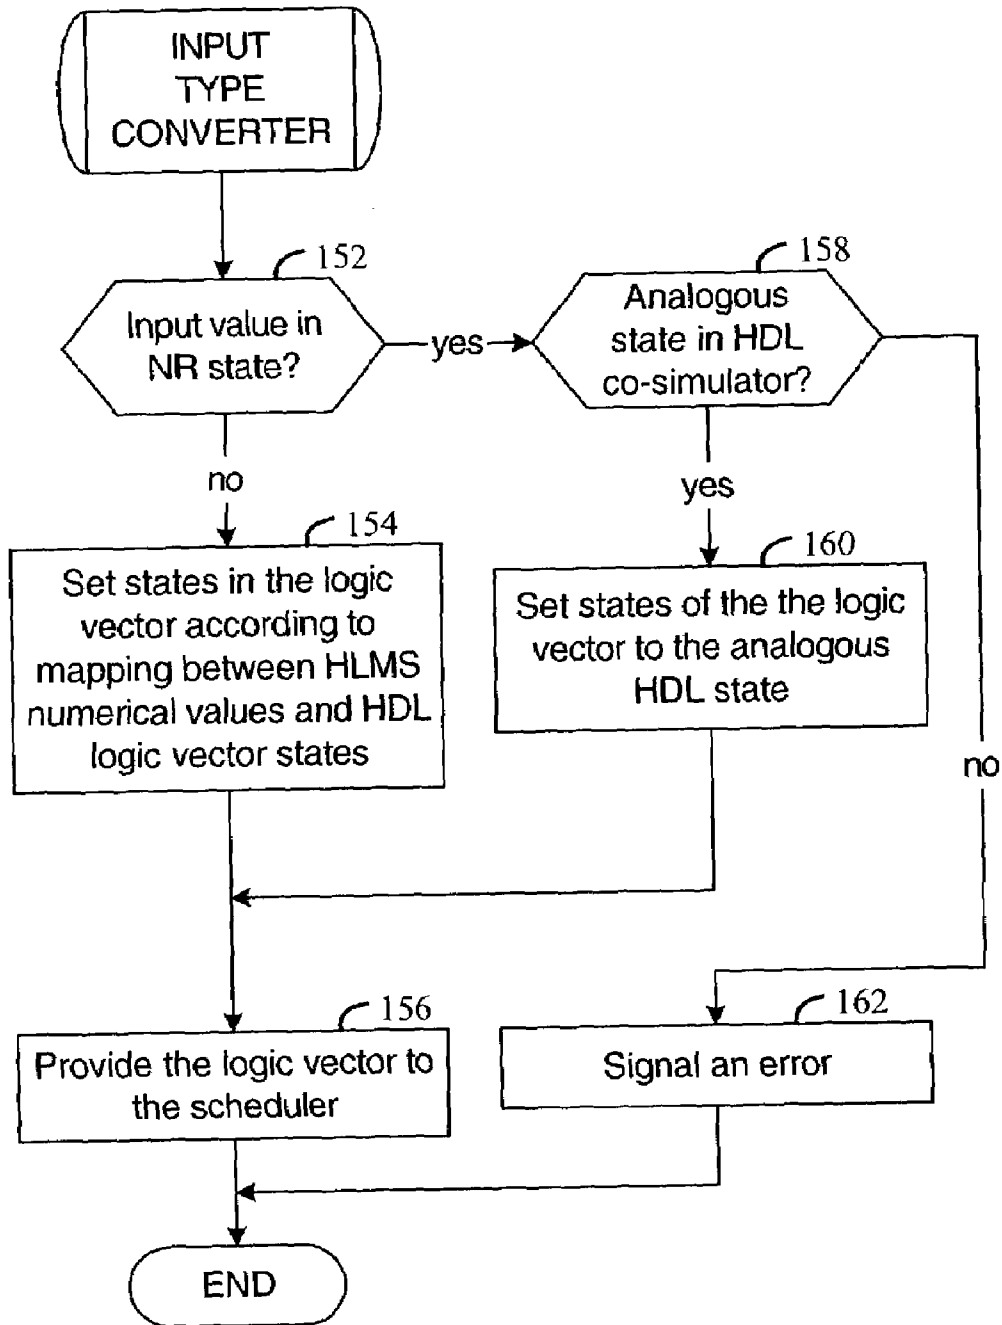 INPUT
TYPE
CONVERTER
152
Input value in
NR state?
yes
158
Analogous
state in HDL
co-simulator?
no
yes
154
Set states in the logic
vector according to
mapping between HLMS
numerical values and HDL
logic vector states
160
Set states of the the logic
vector to the analogous
HDL state
no
156
Provide the logic vector to
the scheduler
162
Signal an error
END